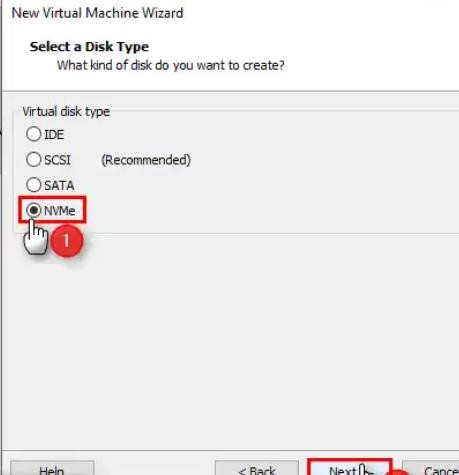 New Virtual Machine Wizard
Select a Disk Type
What kind of disk do you want to create?
Virtual disk type
IDE
SCSI (Recommended)
SATA
NVMe
1
Help < Back Next Cance